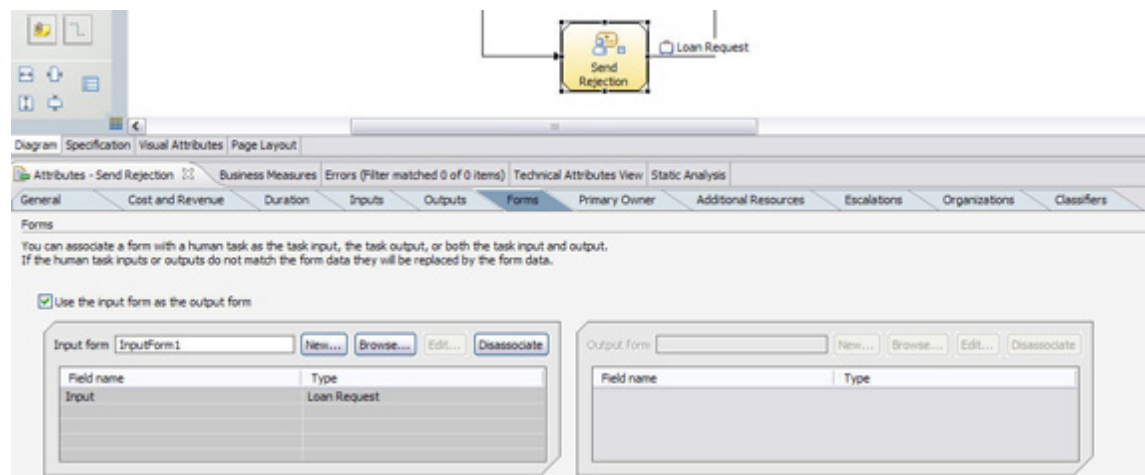 Loan Request
Send
Rejection
Diagram Specification Visual Attributes Page Layout
Attributes - Send Rejection Business Measures Errors (Filter matched 0 of 0 items) Technical Attributes View Static Analysis
General Cost and Revenue Duration Inputs Outputs Forms Primary Owner Additional Resources Escalations Organizations Classifiers
Forms
You can associate a form with a human task as the task input, the task output, or both the task input and output.
If the human task inputs or outputs do not match the form data they will be replaced by the form data.
Use the input form as the output form
Input form InputForm1 New... Browse... Edit... Disassociate Output form New... Browse... Edit... Disassociate
Field name Type Field name Type
Input Loan Request